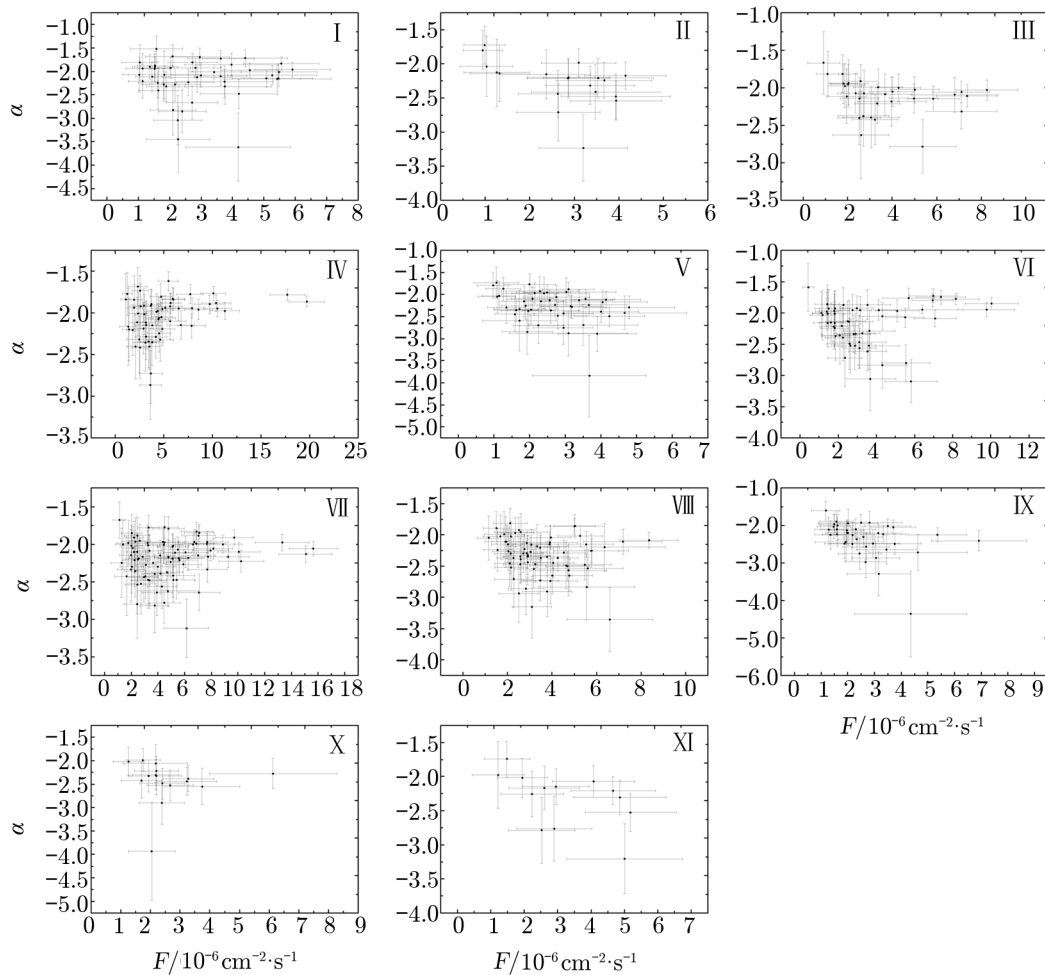 I
−1.0
−1.5
−2.0
−2.5
−3.0
−3.5
−4.0
−4.5
α
0 1 2 3 4 5 6 7 8
II
−1.5
−2.0
−2.5
−3.0
−3.5
−4.0
0 1 2 3 4 5 6
III
−1.0
−1.5
−2.0
−2.5
−3.0
−3.5
0 2 4 6 8 10
IV
−1.5
−2.0
−2.5
−3.0
−3.5
α
0 5 10 15 20 25
V
−1.0
−1.5
−2.0
−2.5
−3.0
−3.5
−4.0
−4.5
−5.0
0 1 2 3 4 5 6 7
VI
−1.0
−1.5
−2.0
−2.5
−3.0
−3.5
−4.0
0 2 4 6 8 10 12
VII
−1.5
−2.0
−2.5
−3.0
−3.5
α
0 2 4 6 8 10 12 14 16 18
VIII
−1.5
−2.0
−2.5
−3.0
−3.5
−4.0
0 2 4 6 8 10
IX
−1.0
−2.0
−3.0
−4.0
−5.0
−6.0
0 1 2 3 4 5 6 7 8 9
F/10⁻⁶cm⁻²·s⁻¹
X
−1.5
−2.0
−2.5
−3.0
−3.5
−4.0
−4.5
−5.0
α
0 1 2 3 4 5 6 7 8 9
F/10⁻⁶cm⁻²·s⁻¹
XI
−1.5
−2.0
−2.5
−3.0
−3.5
−4.0
0 1 2 3 4 5 6 7
F/10⁻⁶cm⁻²·s⁻¹